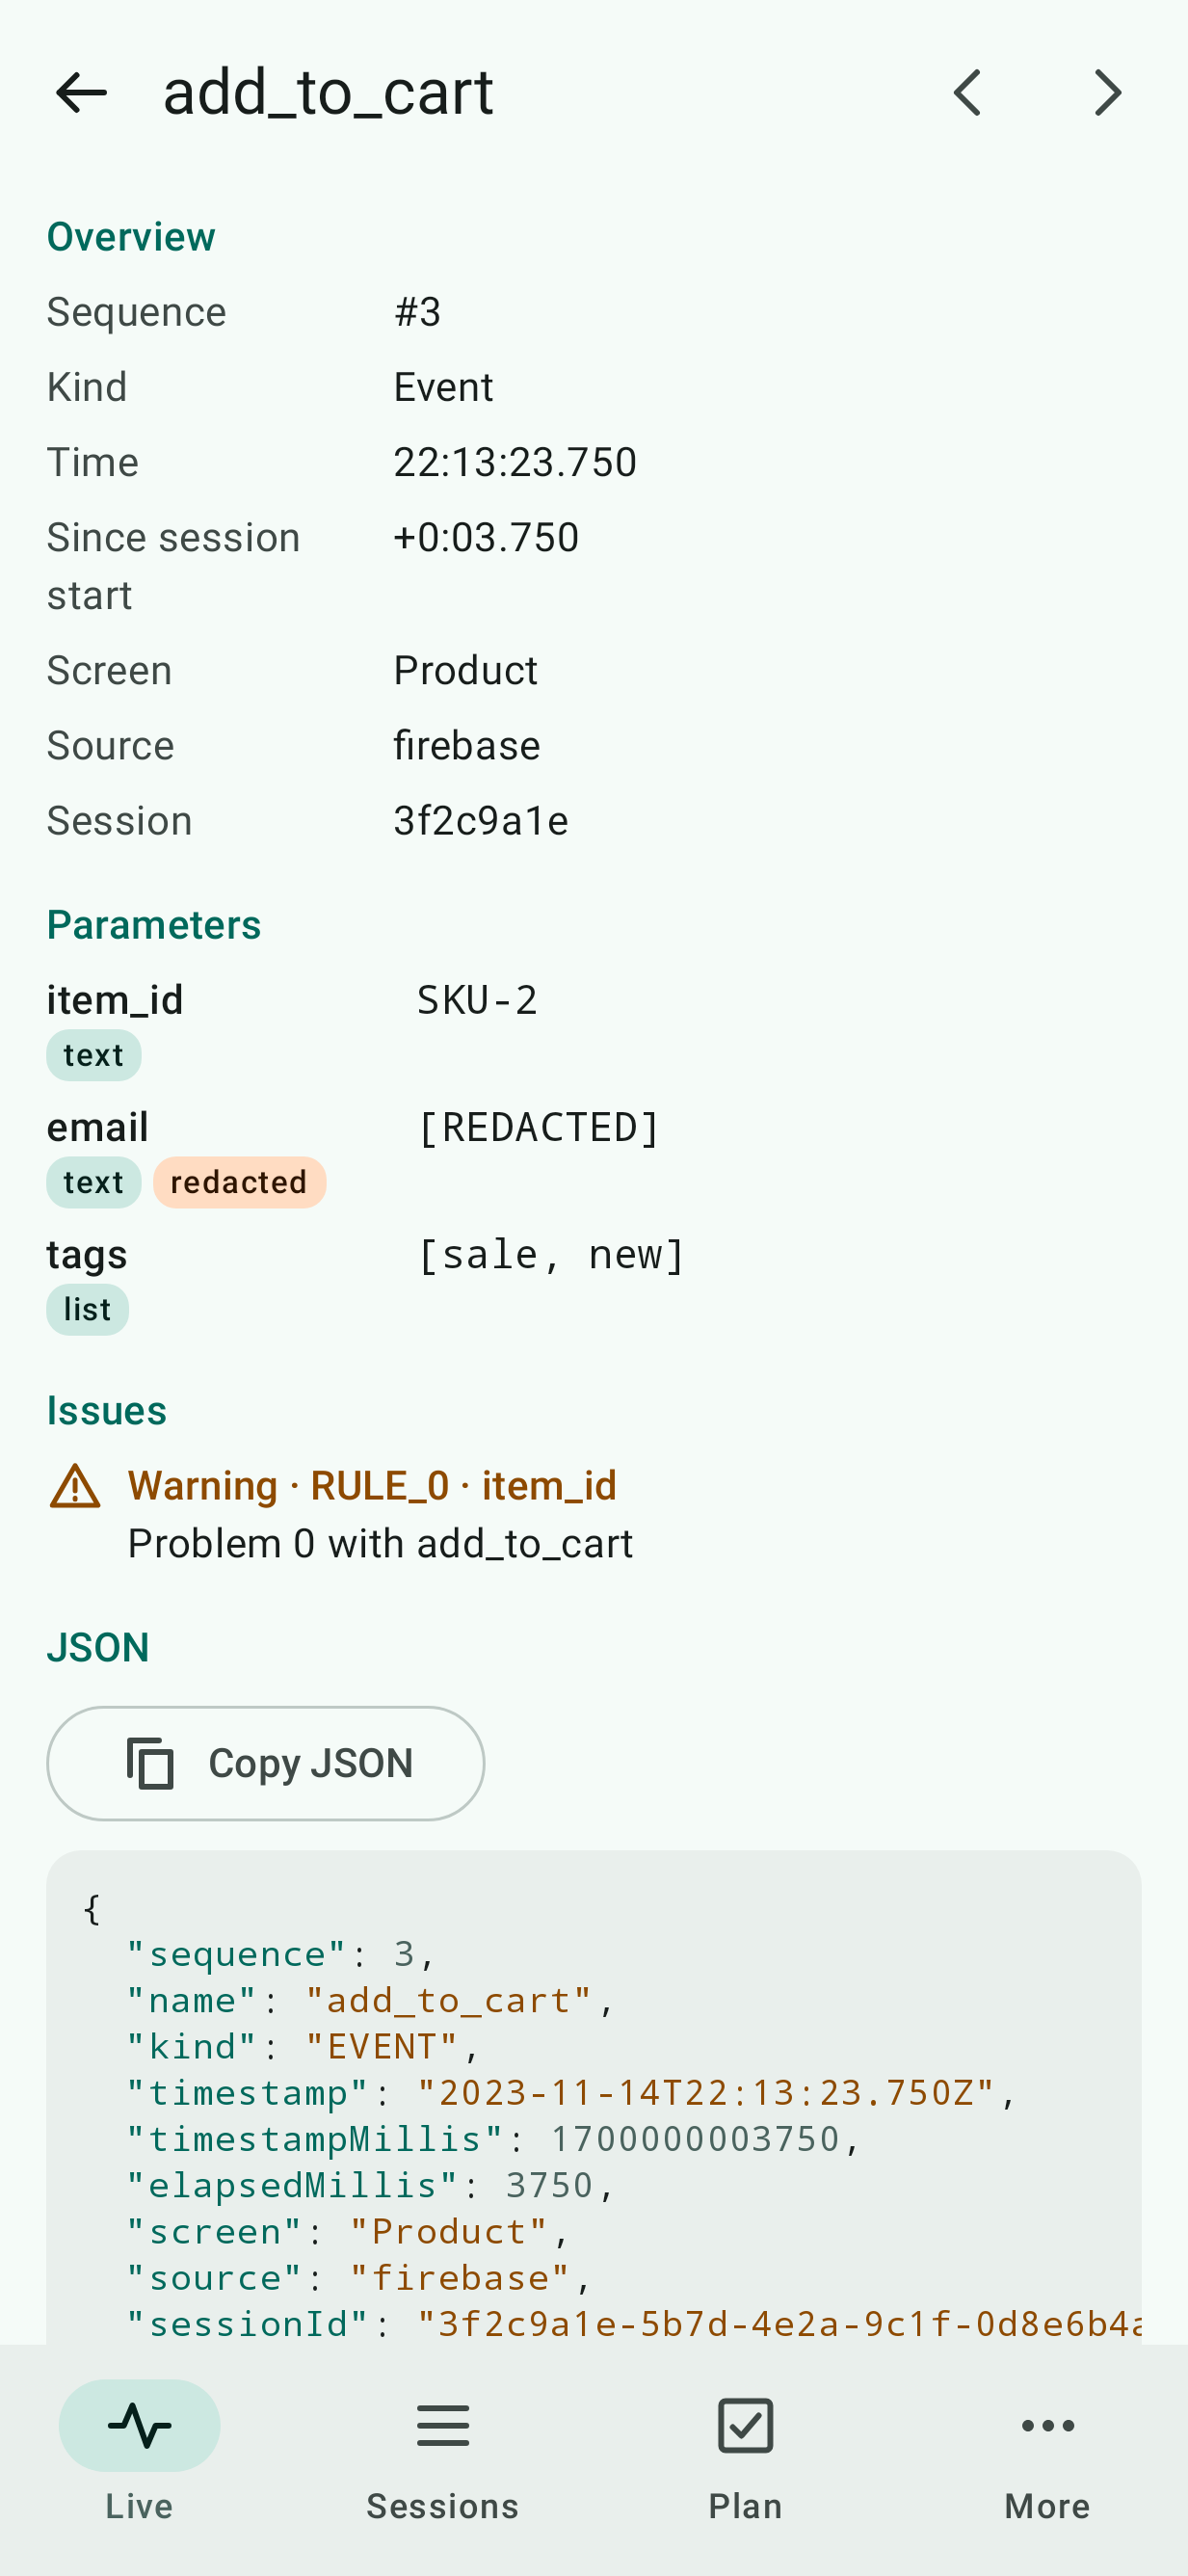 add_to_cart
Overview
Sequence #3
Kind Event
Time 22:13:23.750
Since session +0:03.750
start
Screen Product
Source firebase
Session 3f2c9a1e
Parameters
item_id SKU-2
text
email [REDACTED]
text redacted
tags [sale, new]
list
Issues
Warning · RULE_0 · item_id
Problem 0 with add_to_cart
JSON
Copy JSON
{
"sequence": 3,
"name": "add_to_cart",
"kind": "EVENT",
"timestamp": "2023-11-14T22:13:23.750Z",
"timestampMillis": 1700000003750,
"elapsedMillis": 3750,
"screen": "Product",
"source": "firebase",
"sessionId": "3f2c9a1e-5b7d-4e2a-9c1f-0d8e6b4a
Live Sessions Plan More